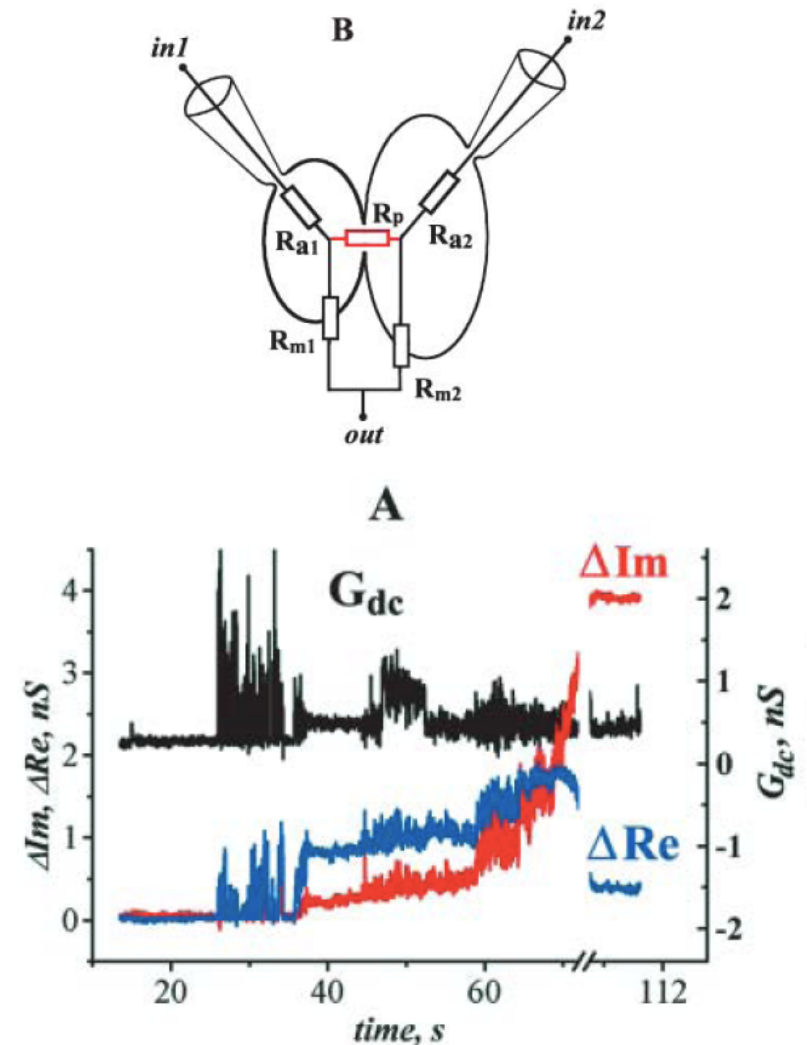 B
in1
in2
Rp
Ra1
Ra2
Rm1
Rm2
out
A
ΔIm, ΔRe, nS
4
3
2
1
0
Gdc
ΔIm
ΔRe
2
1
0
-1
-2
Gdc, nS
20
40
60
112
time, s